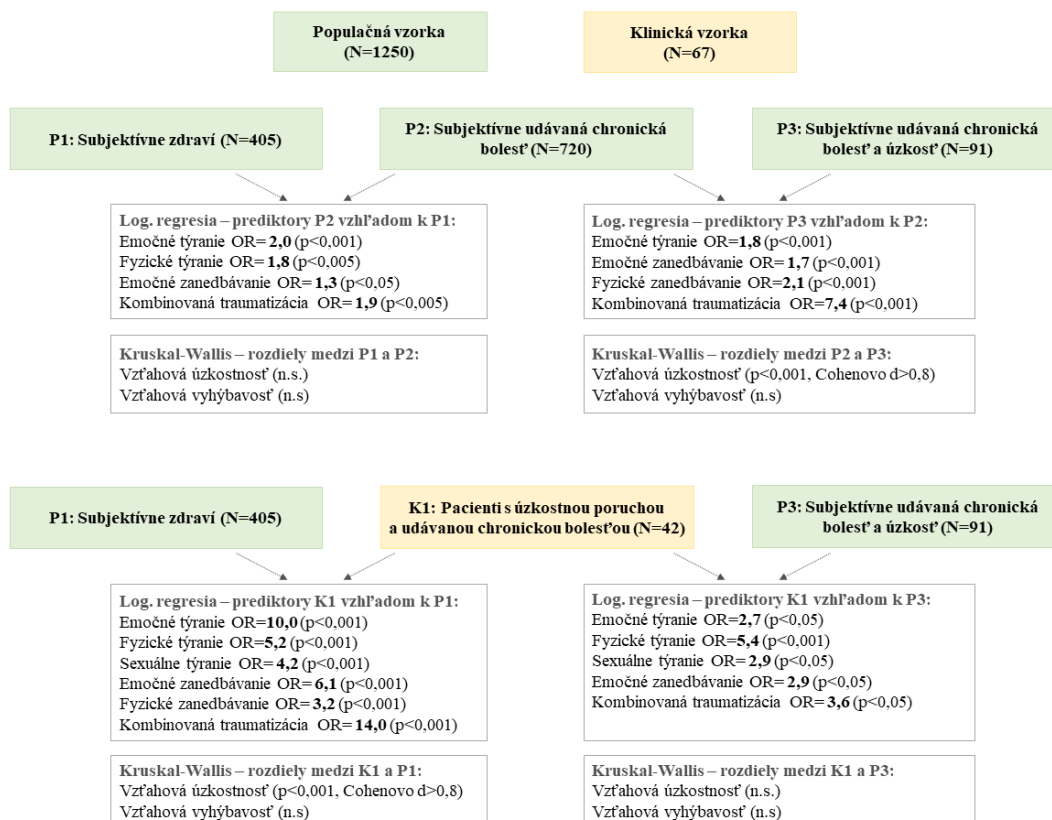 Populačná vzorka
(N=1250)
Klinická vzorka
(N=67)
P1: Subjektívne zdraví (N=405)
P2: Subjektívne udávaná chronická
bolesť (N=720)
P3: Subjektívne udávaná chronická
bolesť a úzkosť (N=91)
Log. regresia – prediktory P2 vzhľadom k P1:
Emočné týranie OR= 2,0 (p<0,001)
Fyzické týranie OR= 1,8 (p<0,005)
Emočné zanedbávanie OR= 1,3 (p<0,05)
Kombinovaná traumatizácia OR= 1,9 (p<0,005)
Log. regresia – prediktory P3 vzhľadom k P2:
Emočné týranie OR=1,8 (p<0,001)
Emočné zanedbávanie OR= 1,7 (p<0,001)
Fyzické zanedbávanie OR=2,1 (p<0,001)
Kombinovaná traumatizácia OR=7,4 (p<0,001)
Kruskal-Wallis – rozdiely medzi P1 a P2:
Vzťahová úzkostnosť (n.s.)
Vzťahová vyhýbavosť (n.s)
Kruskal-Wallis – rozdiely medzi P2 a P3:
Vzťahová úzkostnosť (p<0,001, Cohenovo d>0,8)
Vzťahová vyhýbavosť (n.s)
P1: Subjektívne zdraví (N=405)
K1: Pacienti s úzkostnou poruchou
a udávanou chronickou bolesťou (N=42)
P3: Subjektívne udávaná chronická
bolesť a úzkosť (N=91)
Log. regresia – prediktory K1 vzhľadom k P1:
Emočné týranie OR=10,0 (p<0,001)
Fyzické týranie OR=5,2 (p<0,001)
Sexuálne týranie OR= 4,2 (p<0,001)
Emočné zanedbávanie OR= 6,1 (p<0,001)
Fyzické zanedbávanie OR= 3,2 (p<0,001)
Kombinovaná traumatizácia OR= 14,0 (p<0,001)
Log. regresia – prediktory K1 vzhľadom k P3:
Emočné týranie OR=2,7 (p<0,05)
Fyzické týranie OR=5,4 (p<0,001)
Sexuálne týranie OR= 2,9 (p<0,05)
Emočné zanedbávanie OR= 2,9 (p<0,05)
Kombinovaná traumatizácia OR= 3,6 (p<0,05)
Kruskal-Wallis – rozdiely medzi K1 a P1:
Vzťahová úzkostnosť (p<0,001, Cohenovo d>0,8)
Vzťahová vyhýbavosť (n.s)
Kruskal-Wallis – rozdiely medzi K1 a P3:
Vzťahová úzkostnosť (n.s.)
Vzťahová vyhýbavosť (n.s)